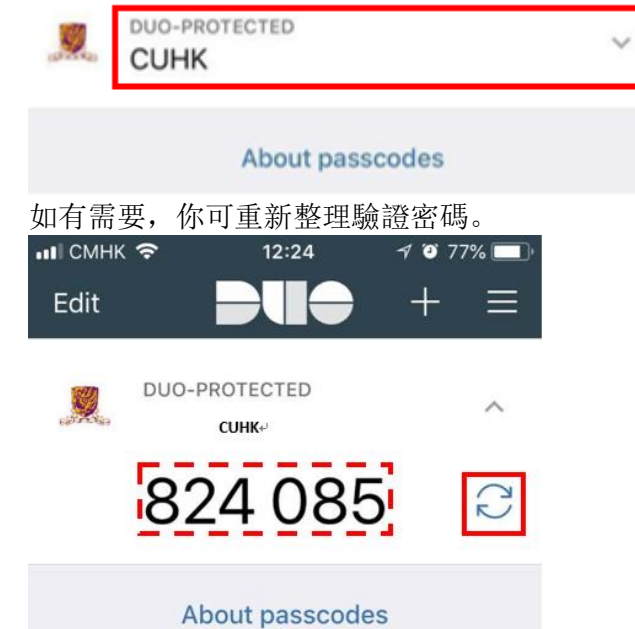 DUO-PROTECTED
CUHK
About passcodes
如有需要，你可重新整理驗證密碼。
CMHK 12:24 77%
Edit DUO
DUO-PROTECTED
CUHK↵
824 085
About passcodes